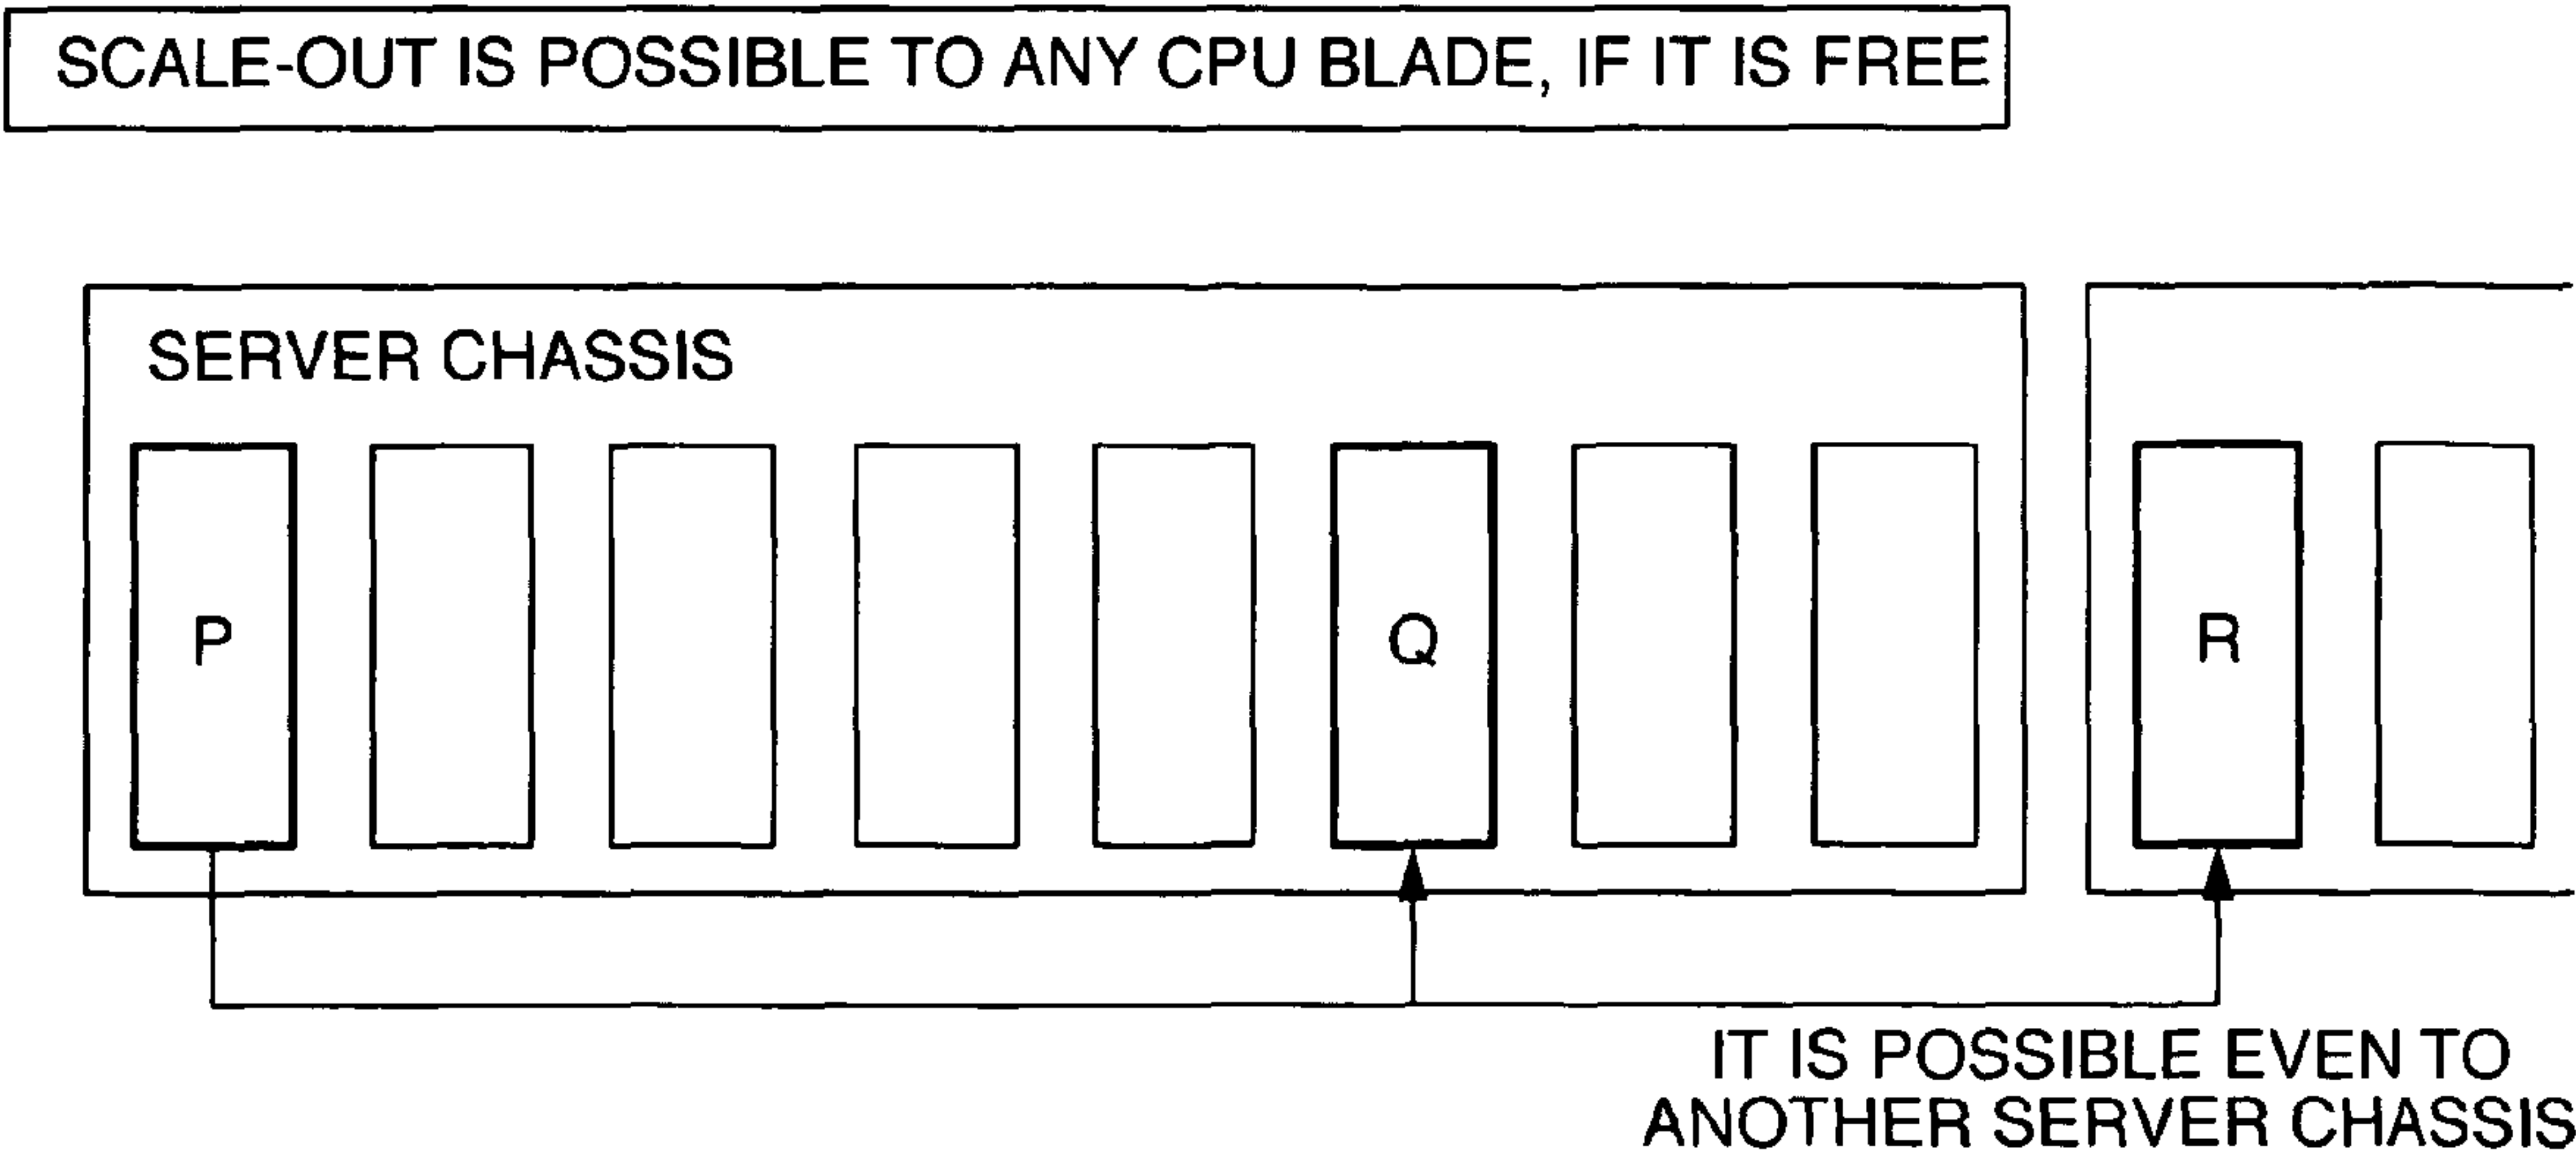 SCALE-OUT IS POSSIBLE TO ANY CPU BLADE, IF IT IS FREE
SERVER CHASSIS
P
Q
R
IT IS POSSIBLE EVEN TO
ANOTHER SERVER CHASSIS